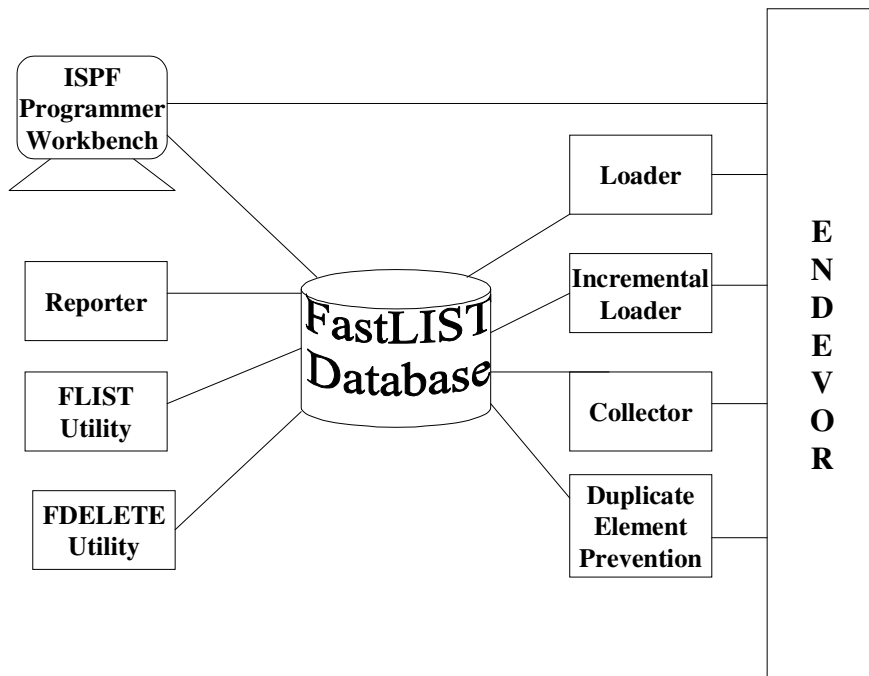 ISPF
Programmer
Workbench
Reporter
FLIST
Utility
FDELETE
Utility
FastLIST
Database
Loader
Incremental
Loader
Collector
Duplicate
Element
Prevention
E
N
D
E
V
O
R